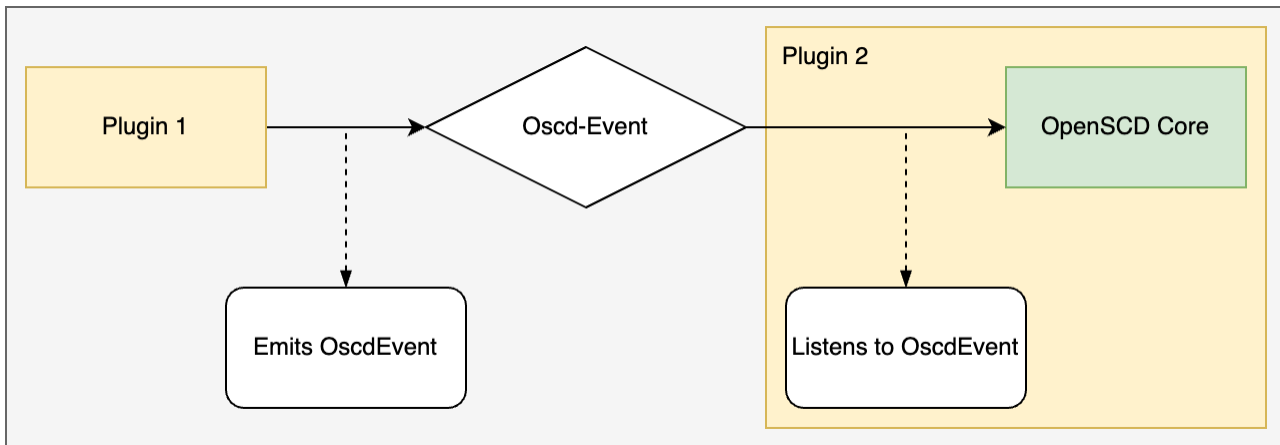 Plugin 2
Plugin 1
Oscd-Event
OpenSCD Core
Emits OscdEvent
Listens to OscdEvent